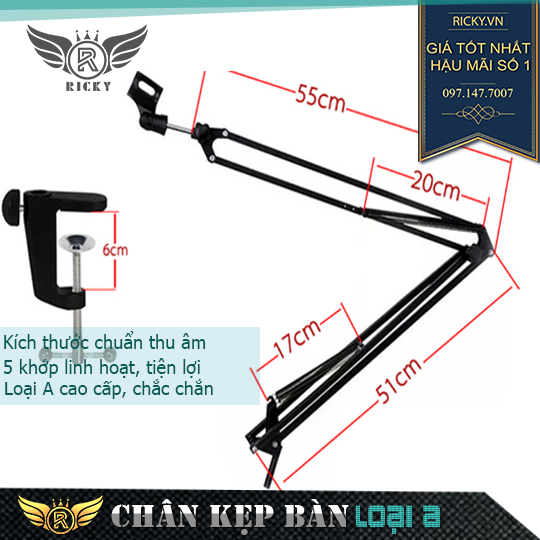 RICKY
RICKY.VN
GIÁ TỐT NHẤT
HẬU MÃI SỐ 1
097.147.7007
55cm
20cm
6cm
17cm
51cm
Kích thước chuẩn thu âm
5 khớp linh hoạt, tiện lợi
Loại A cao cấp, chắc chắn
CHÂN KẸP BÀN LOẠI a